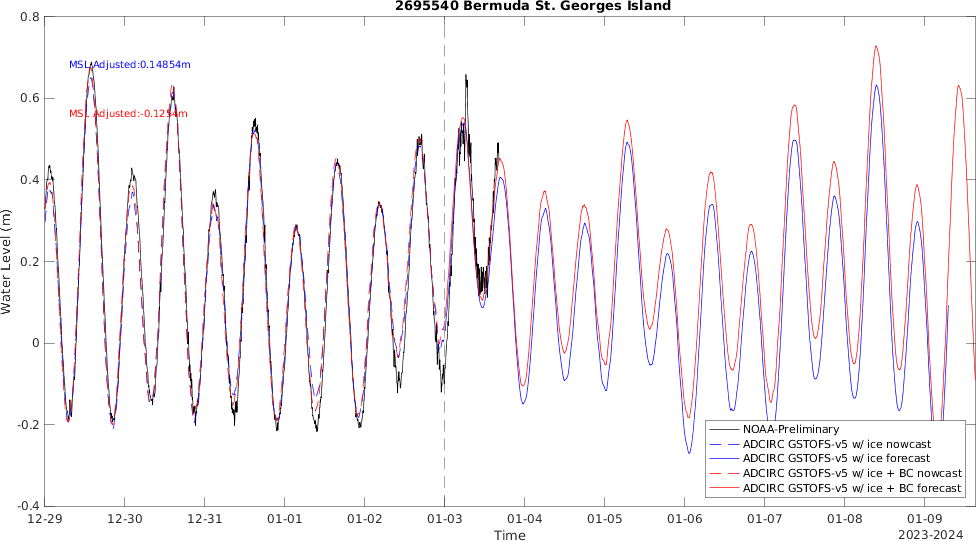 2695540 Bermuda St. Georges Island
0.8
0.6
0.4
0.2
0
-0.2
-0.4
Water Level (m)
MSL Adjusted:0.14854m
MSL Adjusted:-0.1254m
NOAA-Preliminary
ADCIRC GSTOFS-v5 w/ ice nowcast
ADCIRC GSTOFS-v5 w/ ice forecast
ADCIRC GSTOFS-v5 w/ ice + BC nowcast
ADCIRC GSTOFS-v5 w/ ice + BC forecast
12-29 12-30 12-31 01-01 01-02 01-03 01-04 01-05 01-06 01-07 01-08 01-09
Time
2023-2024